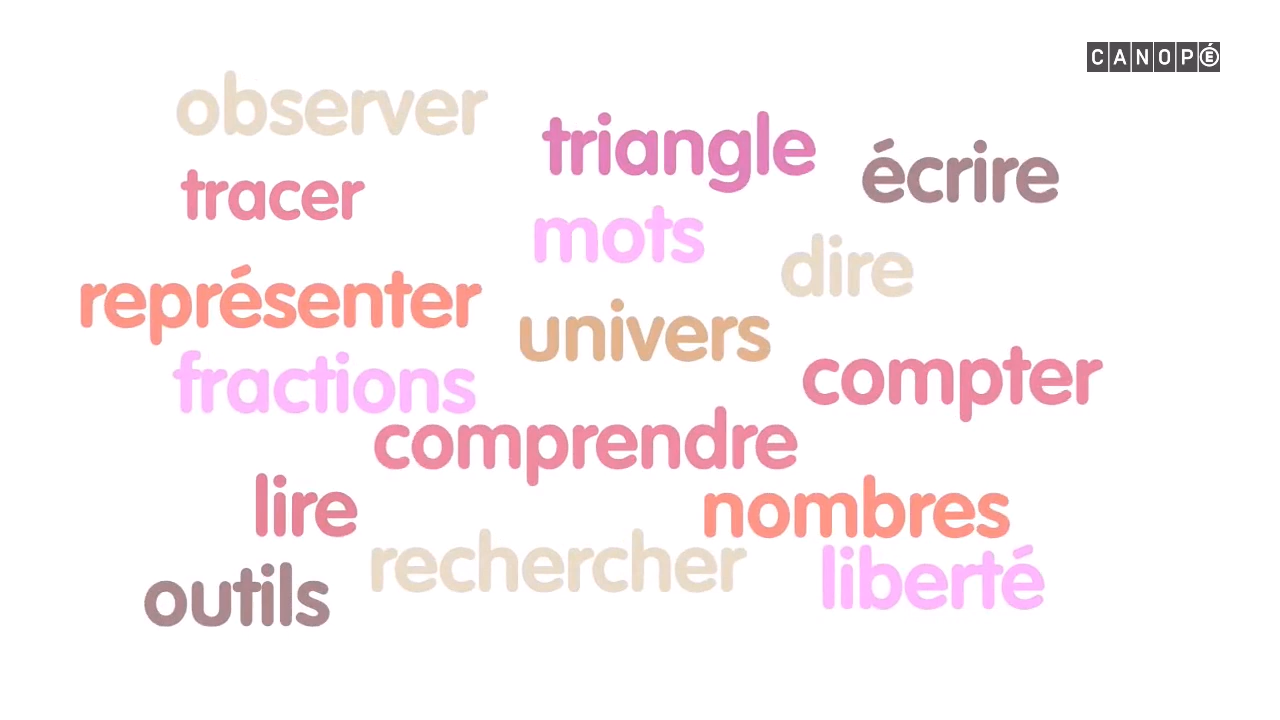 CANOPÉ
observer
triangle
écrire
tracer
mots
dire
représenter
univers
fractions
compter
comprendre
lire
nombres
rechercher
liberté
outils